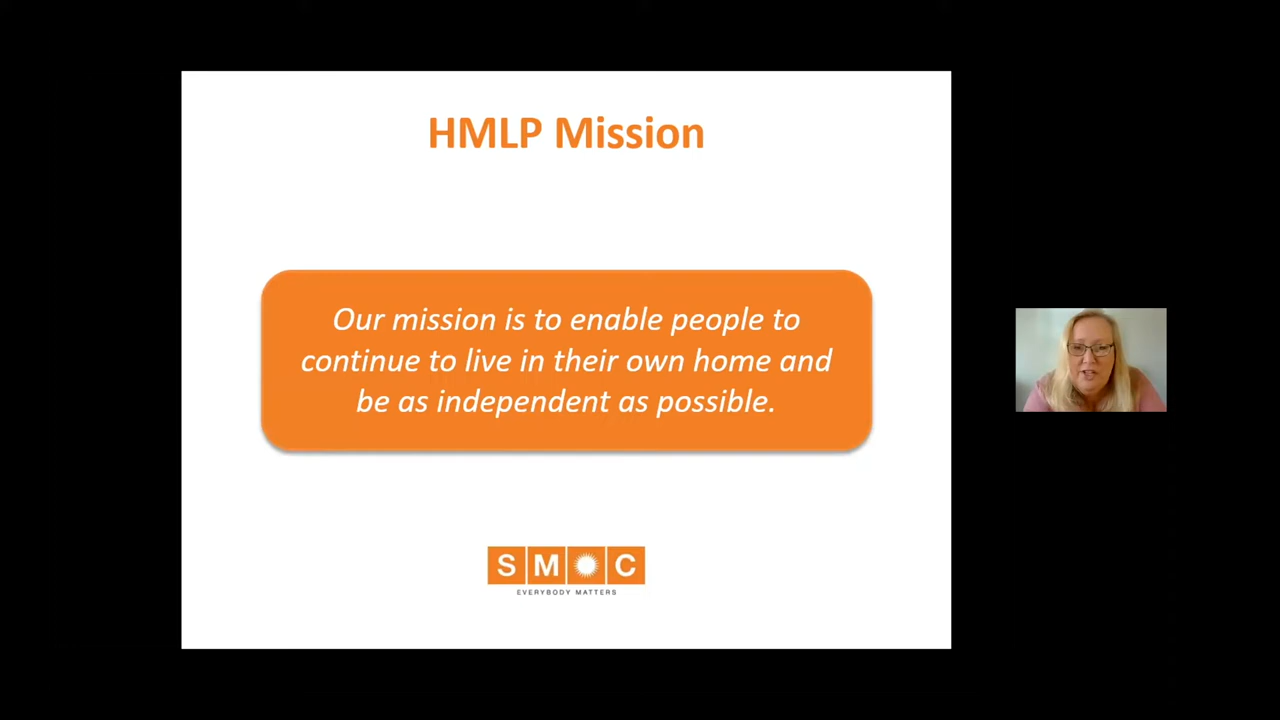 HMLP Mission
Our mission is to enable people to
continue to live in their own home and
be as independent as possible.
SMOC
EVERYBODY MATTERS